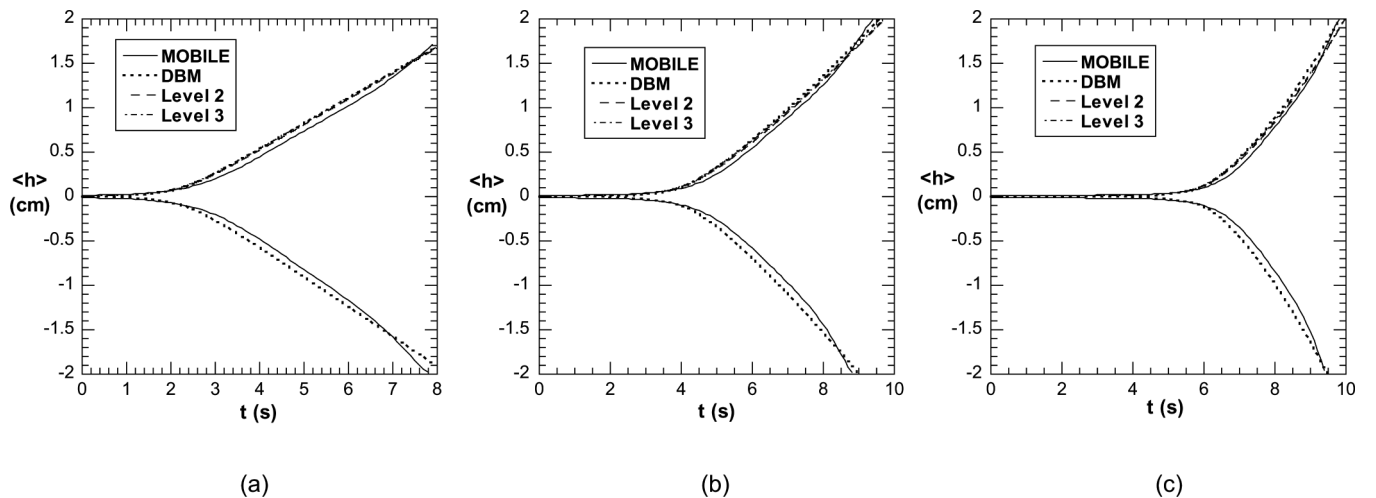 2
1.5
1
0.5
0
-0.5
-1
-1.5
-2
<h>
(cm)
MOBILE
DBM
Level 2
Level 3
0 1 2 3 4 5 6 7 8
t (s)
(a)
2
1.5
1
0.5
0
-0.5
-1
-1.5
-2
<h>
(cm)
MOBILE
DBM
Level 2
Level 3
0 2 4 6 8 10
t (s)
(b)
2
1.5
1
0.5
0
-0.5
-1
-1.5
-2
<h>
(cm)
MOBILE
DBM
Level 2
Level 3
0 2 4 6 8 10
t (s)
(c)